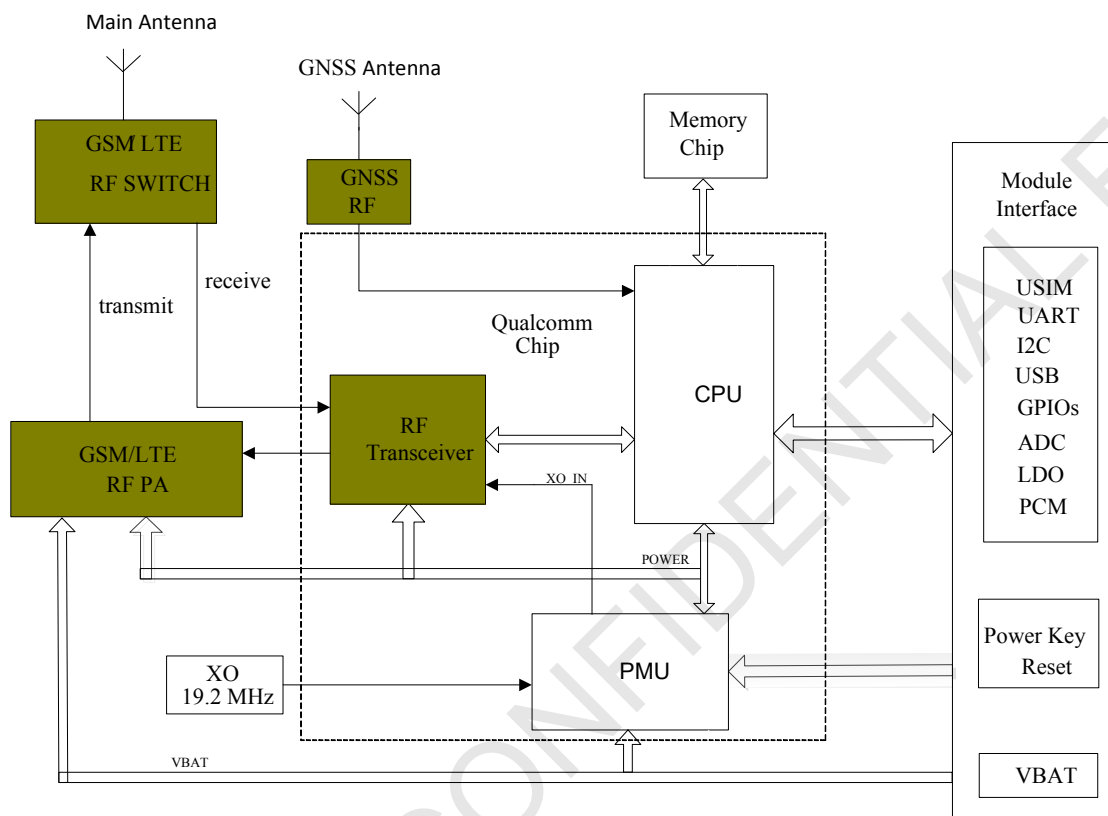 Main Antenna
GNSS Antenna
GSM/LTE
RF SWITCH
GNSS
RF
Memory
Chip
Module
Interface
transmit
receive
Qualcomm
Chip
CPU
USIM
UART
I2C
USB
GPIOs
ADC
LDO
PCM
RF
Transceiver
GSM/LTE
RF PA
XO IN
POWER
PMU
XO
19.2 MHz
Power Key
Reset
VBAT
VBAT
CONFIDENTIAL